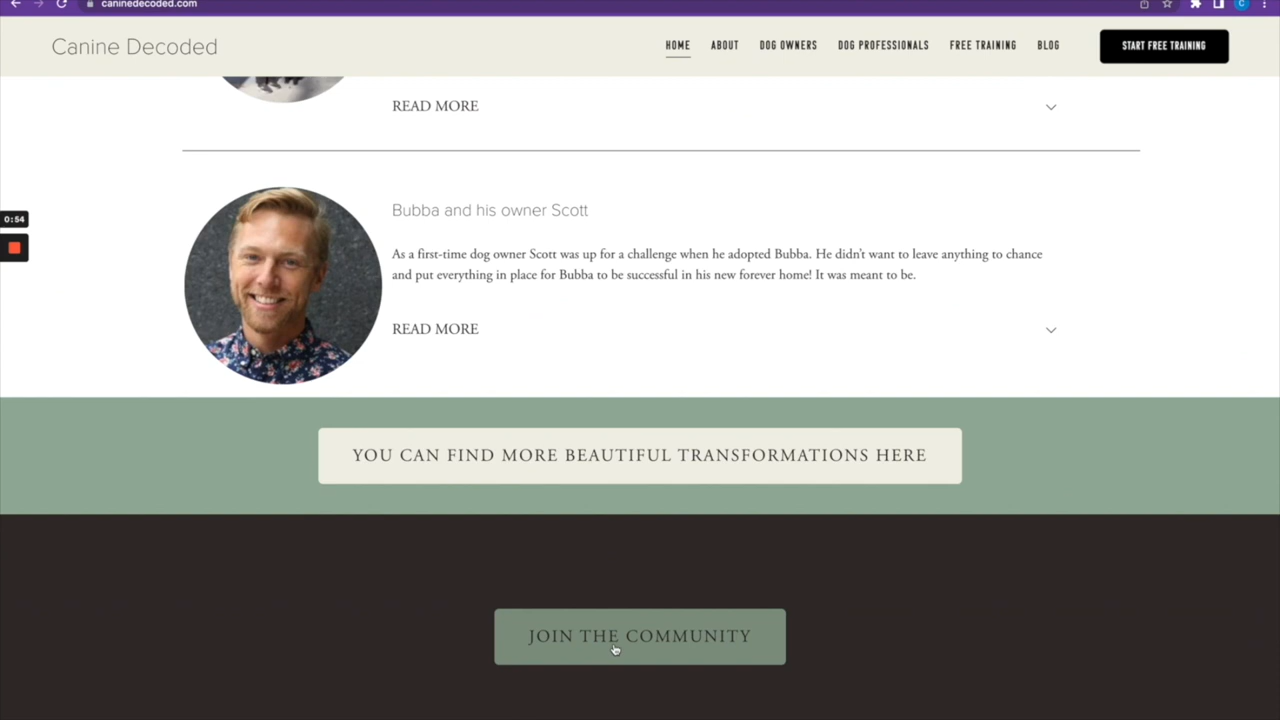 caninedecoded.com
C
Canine Decoded
HOME
ABOUT
DOG OWNERS
DOG PROFESSIONALS
FREE TRAINING
BLOG
START FREE TRAINING
READ MORE
0:54
Bubba and his owner Scott
As a first-time dog owner Scott was up for a challenge when he adopted Bubba. He didn't want to leave anything to chance
and put everything in place for Bubba to be successful in his new forever home! It was meant to be.
READ MORE
YOU CAN FIND MORE BEAUTIFUL TRANSFORMATIONS HERE
JOIN THE COMMUNITY